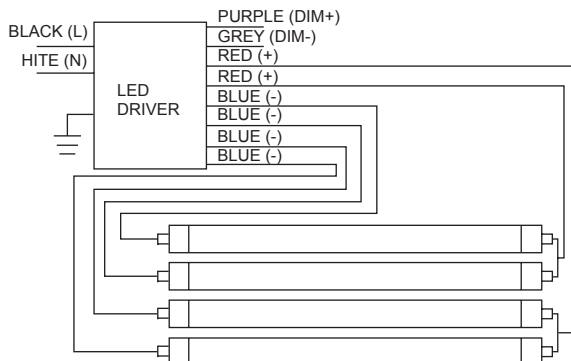 PURPLE (DIM+)
BLACK (L)
GREY (DIM-)
RED (+)
HITE (N)
RED (+)
LED
DRIVER
BLUE (-)
BLUE (-)
BLUE (-)
BLUE (-)